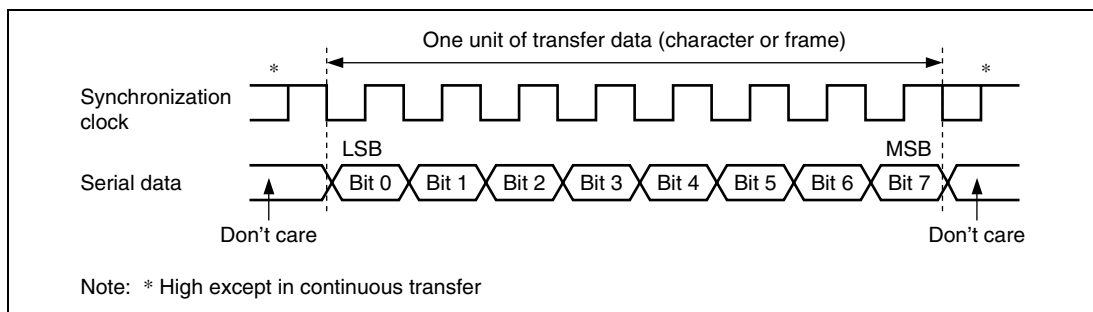 One unit of transfer data (character or frame)
* *
Synchronization
clock
LSB MSB
Serial data Bit 0 Bit 1 Bit 2 Bit 3 Bit 4 Bit 5 Bit 6 Bit 7
Don't care Don't care
Note: * High except in continuous transfer